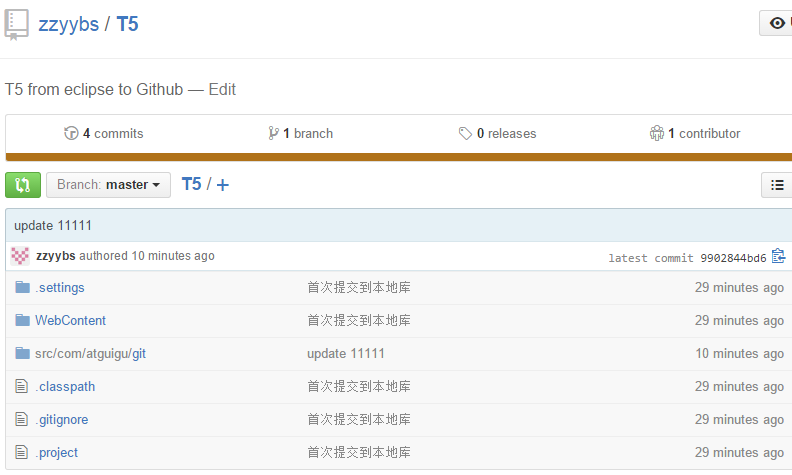 zzyybs / T5
T5 from eclipse to Github — Edit
4 commits 1 branch 0 releases 1 contributor
Branch: master T5 / +
update 11111
zzyybs authored 10 minutes ago latest commit 9902844bd6
.settings 首次提交到本地库 29 minutes ago
WebContent 首次提交到本地库 29 minutes ago
src/com/atguigu/git update 11111 10 minutes ago
.classpath 首次提交到本地库 29 minutes ago
.gitignore 首次提交到本地库 29 minutes ago
.project 首次提交到本地库 29 minutes ago